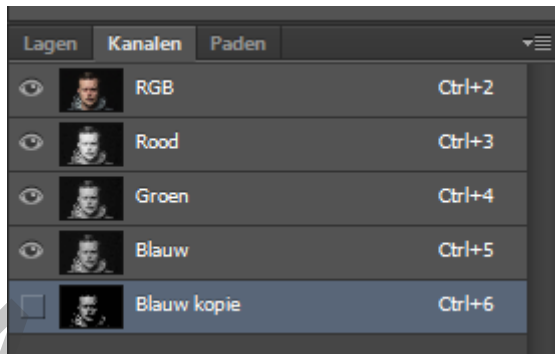 Lagen Kanalen Paden
RGB Ctrl+2
Rood Ctrl+3
Groen Ctrl+4
Blauw Ctrl+5
Blauw kopie Ctrl+6